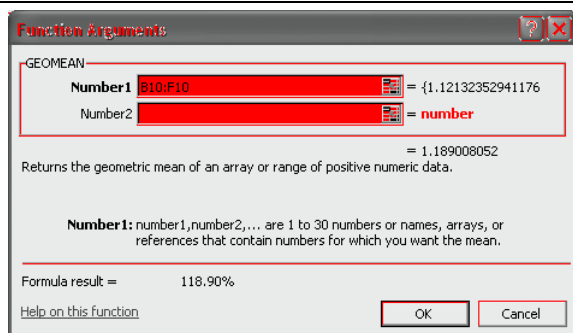 Function Arguments
GEOMEAN
Number1 B10:F10 = {1.12132352941176
Number2 = number
= 1.189008052
Returns the geometric mean of an array or range of positive numeric data.
Number1: number1,number2,... are 1 to 30 numbers or names, arrays, or
references that contain numbers for which you want the mean.
Formula result = 118.90%
Help on this function OK Cancel